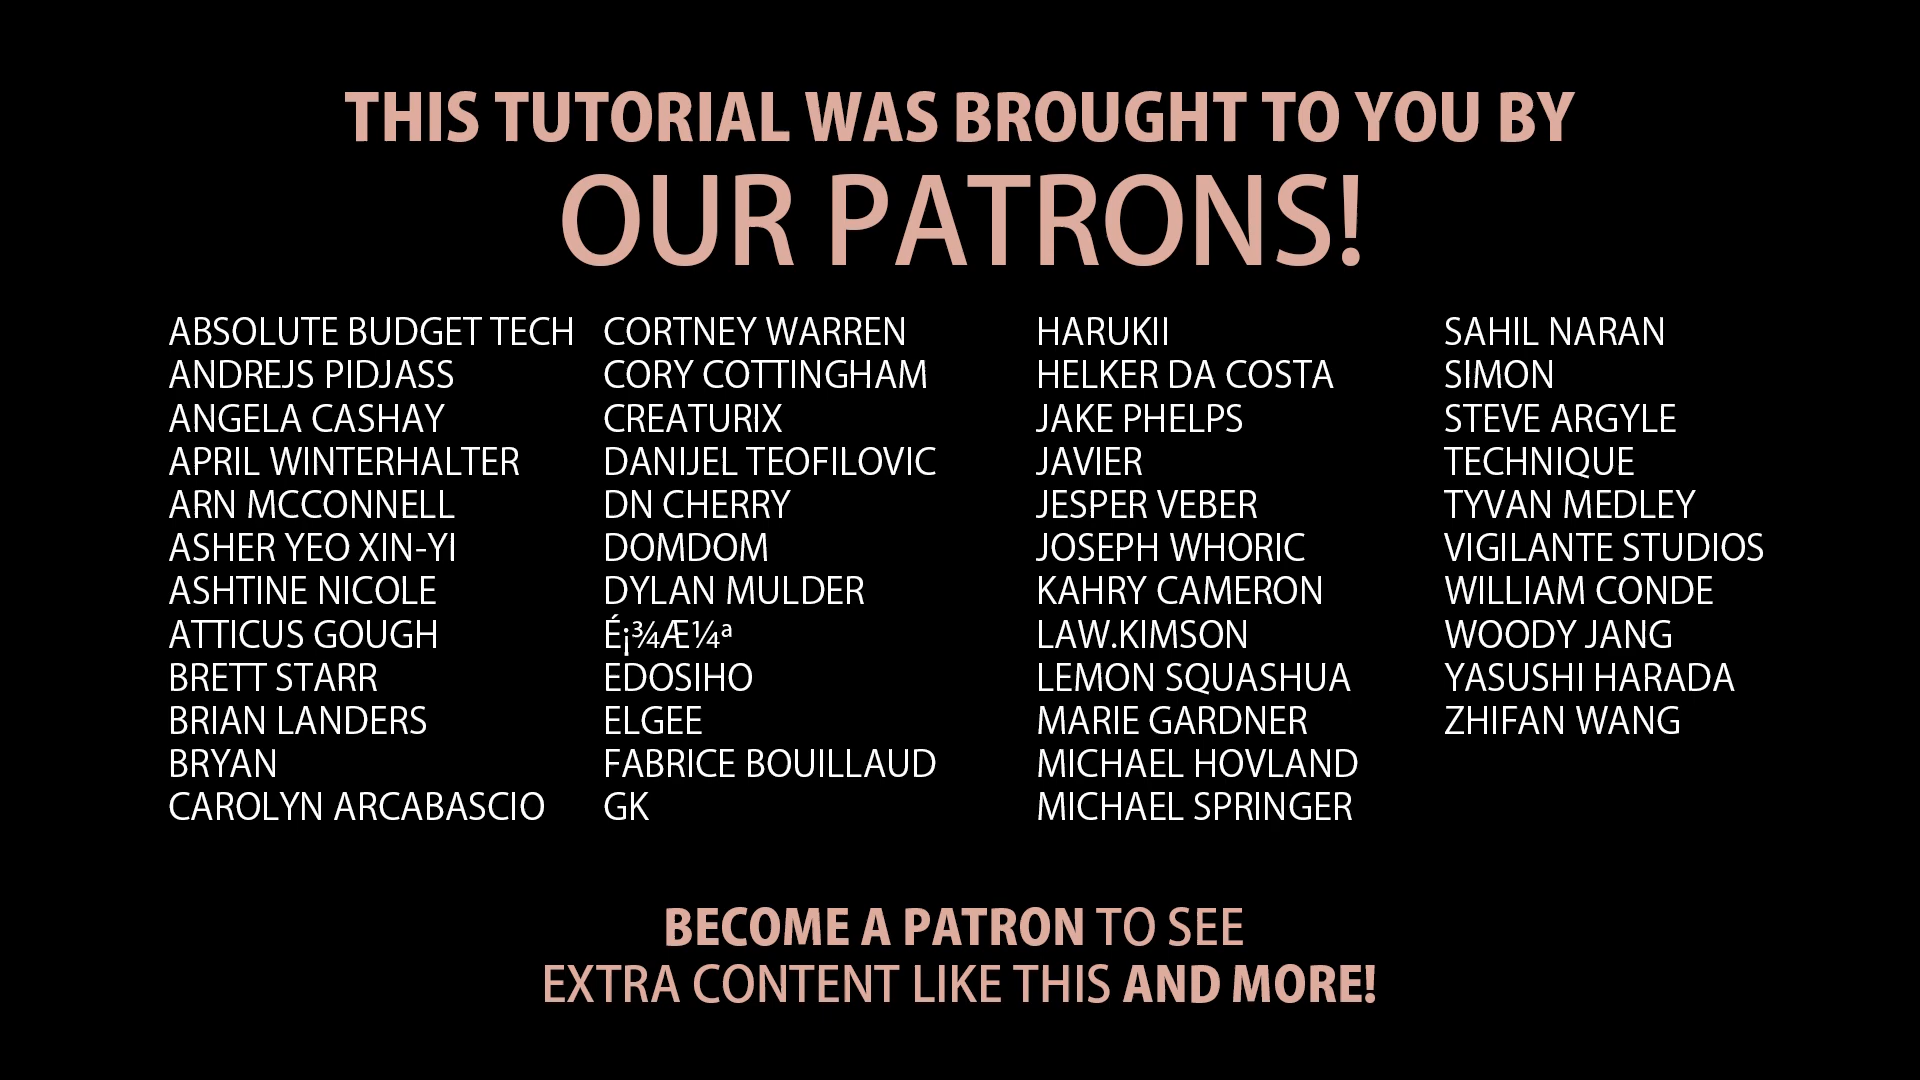 THIS TUTORIAL WAS BROUGHT TO YOU BY
OUR PATRONS!
ABSOLUTE BUDGET TECH
ANDREJS PIDJASS
ANGELA CASHAY
APRIL WINTERHALTER
ARN MCCONNELL
ASHER YEO XIN-YI
ASHTINE NICOLE
ATTICUS GOUGH
BRETT STARR
BRIAN LANDERS
BRYAN
CAROLYN ARCABASCIO
CORTNEY WARREN
CORY COTTINGHAM
CREATURIX
DANIJEL TEOFILOVIC
DN CHERRY
DOMDOM
DYLAN MULDER
É¡¾Æ¼ª
EDOSIHO
ELGEE
FABRICE BOUILLAUD
GK
HARUKII
HELKER DA COSTA
JAKE PHELPS
JAVIER
JESPER VEBER
JOSEPH WHORIC
KAHRY CAMERON
LAW.KIMSON
LEMON SQUASHUA
MARIE GARDNER
MICHAEL HOVLAND
MICHAEL SPRINGER
SAHIL NARAN
SIMON
STEVE ARGYLE
TECHNIQUE
TYVAN MEDLEY
VIGILANTE STUDIOS
WILLIAM CONDE
WOODY JANG
YASUSHI HARADA
ZHIFAN WANG
BECOME A PATRON TO SEE
EXTRA CONTENT LIKE THIS AND MORE!